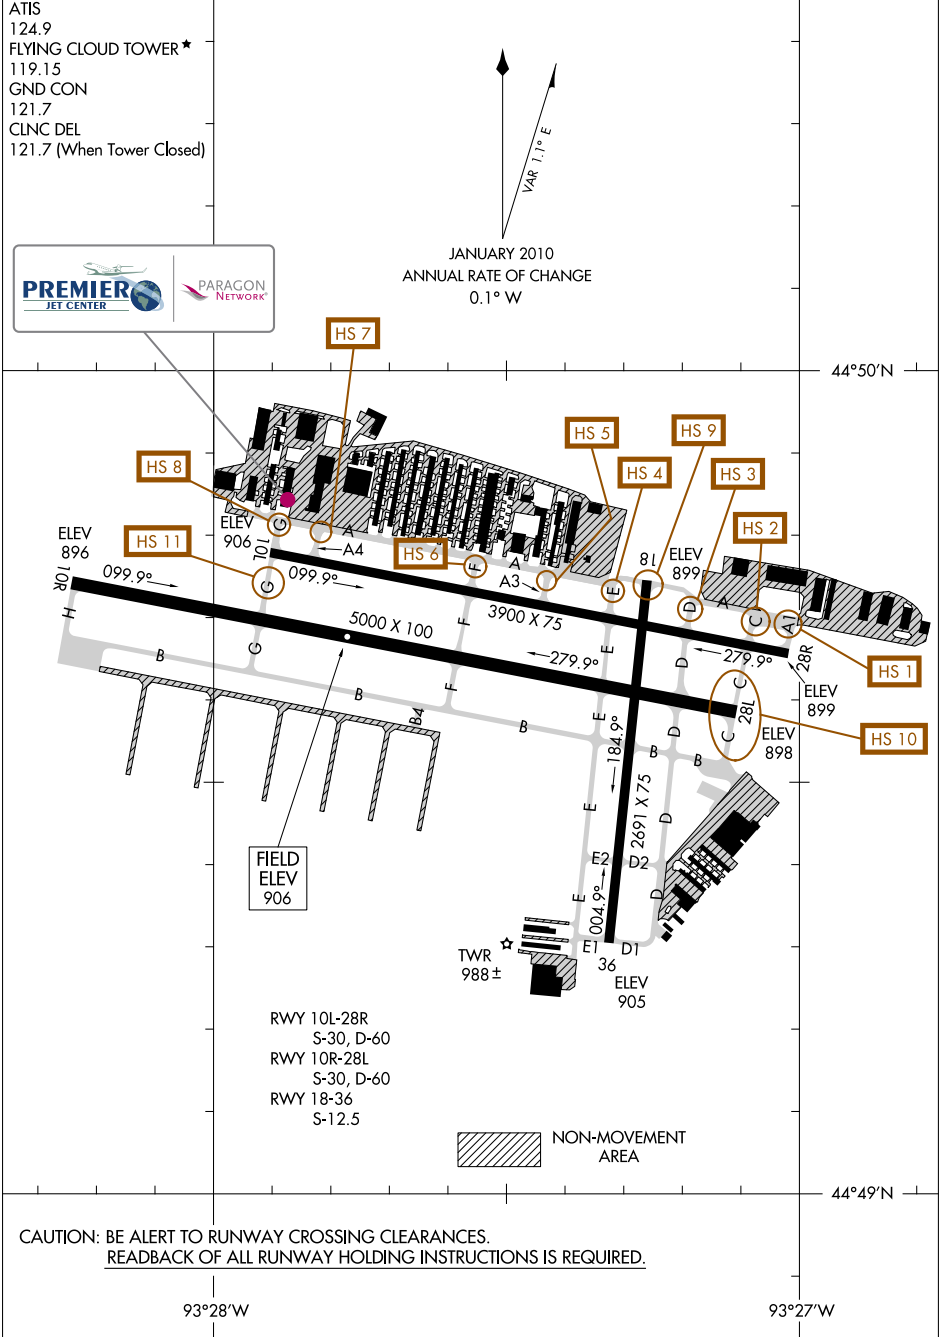 ATIS
124.9
FLYING CLOUD TOWER★
119.15
GND CON
121.7
CLNC DEL
121.7 (When Tower Closed)
VAR 1.1° E
JANUARY 2010
ANNUAL RATE OF CHANGE
0.1° W
PREMIER
JET CENTER
PARAGON
NETWORK®
HS 7
44°50'N
HS 5
HS 9
HS 8
HS 4
HS 3
HS 2
HS 11
HS 6
HS 1
HS 10
ELEV
896
ELEV
906
ELEV
899
ELEV
899
ELEV
898
10R
10L
18
28R
28L
36
099.9°
099.9°
279.9°
279.9°
184.9°
004.9°
5000 X 100
3900 X 75
2691 X 75
G
A
A4
G
G
F
A
A3
F
F
E
D
A
C
A1
H
B
B
B4
B
E
D
D
C
C
B
B
E
D
E2
D2
E
D
E1
D1
FIELD
ELEV
906
TWR
988±
ELEV
905
RWY 10L-28R
S-30, D-60
RWY 10R-28L
S-30, D-60
RWY 18-36
S-12.5
NON-MOVEMENT
AREA
44°49'N
CAUTION: BE ALERT TO RUNWAY CROSSING CLEARANCES.
READBACK OF ALL RUNWAY HOLDING INSTRUCTIONS IS REQUIRED.
93°28'W
93°27'W